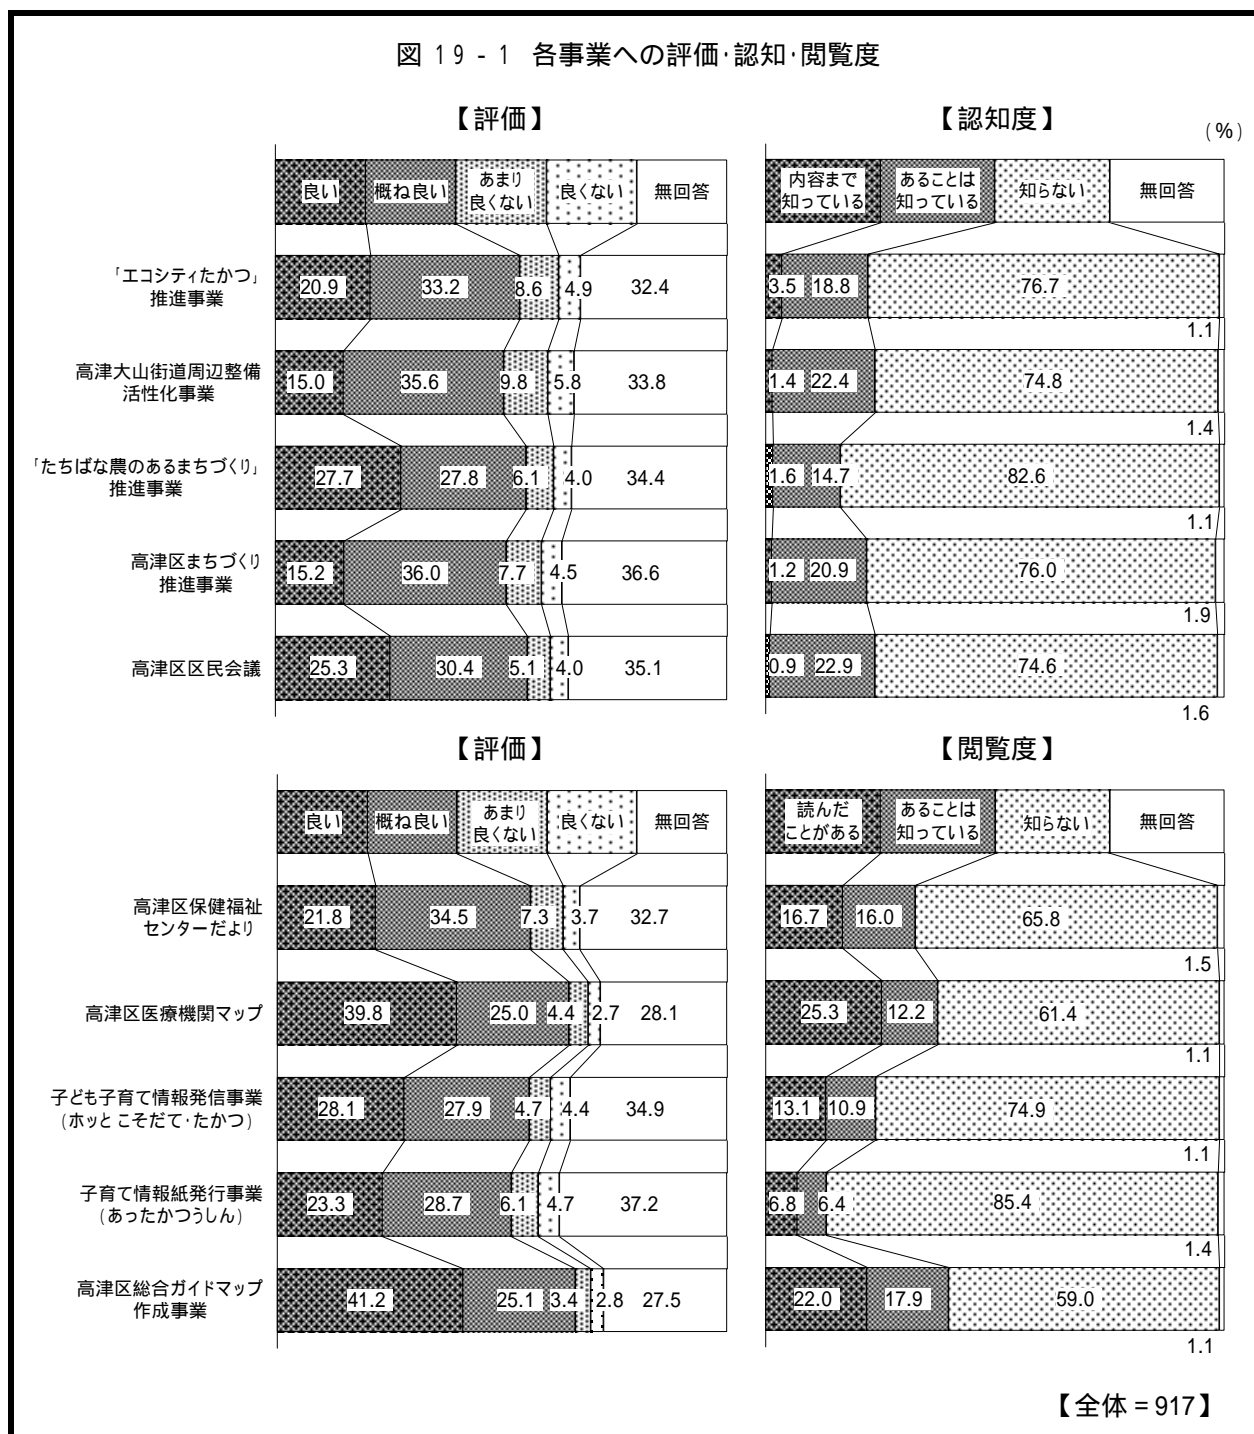 図 19-1 各事業への評価・認知・閲覧度
【評価】
【認知度】
(%)
良い
概ね良い
あまり
良くない
良くない
無回答
内容まで
知っている
あることは
知っている
知らない
無回答
「エコシティたかつ」
推進事業
20.9 33.2 8.6 4.9 32.4
3.5 18.8 76.7
1.1
高津大山街道周辺整備
活性化事業
15.0 35.6 9.8 5.8 33.8
1.4 22.4 74.8
1.4
「たちばな農のあるまちづくり」
推進事業
27.7 27.8 6.1 4.0 34.4
1.6 14.7 82.6
1.1
高津区まちづくり
推進事業
15.2 36.0 7.7 4.5 36.6
1.2 20.9 76.0
1.9
高津区区民会議
25.3 30.4 5.1 4.0 35.1
0.9 22.9 74.6
1.6
【評価】
【閲覧度】
良い
概ね良い
あまり
良くない
良くない
無回答
読んだ
ことがある
あることは
知っている
知らない
無回答
高津区保健福祉
センターだより
21.8 34.5 7.3 3.7 32.7
16.7 16.0 65.8
1.5
高津区医療機関マップ
39.8 25.0 4.4 2.7 28.1
25.3 12.2 61.4
1.1
子ども子育て情報発信事業
(ホッと こそだて・たかつ)
28.1 27.9 4.7 4.4 34.9
13.1 10.9 74.9
1.1
子育て情報紙発行事業
(あったかつうしん)
23.3 28.7 6.1 4.7 37.2
6.8 6.4 85.4
1.4
高津区総合ガイドマップ
作成事業
41.2 25.1 3.4 2.8 27.5
22.0 17.9 59.0
1.1
【全体＝917】